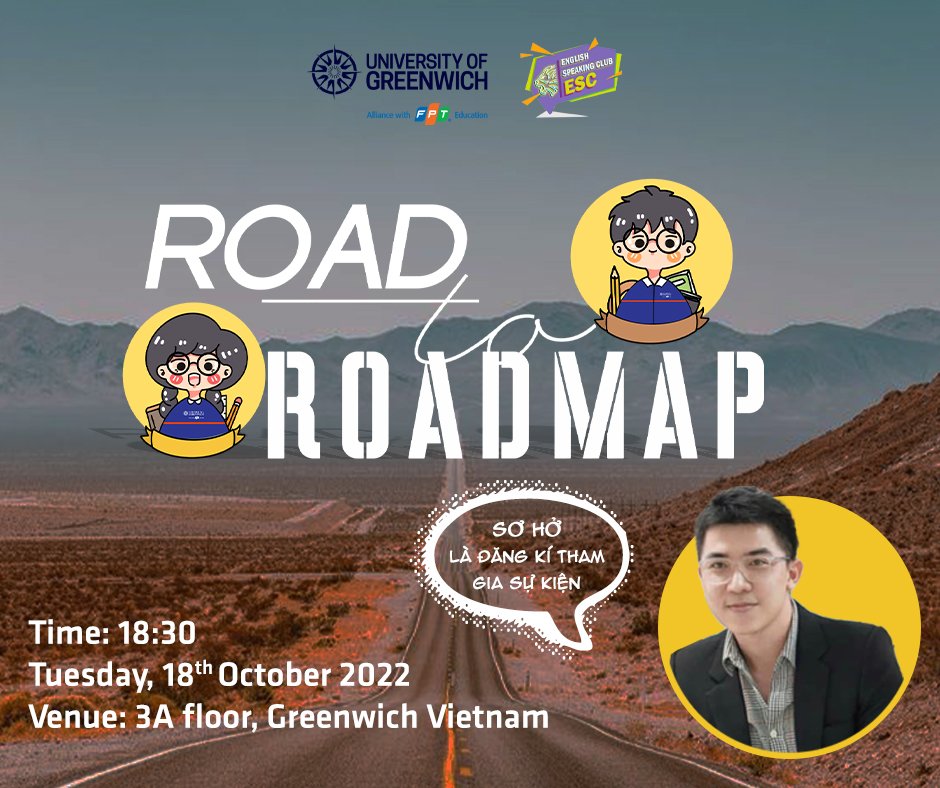 UNIVERSITY OF
GREENWICH
Alliance with FPT Education
ENGLISH
SPEAKING CLUB
ESC
ROAD
to
ROADMAP
SƠ HỞ
LÀ ĐĂNG KÍ THAM
GIA SỰ KIỆN
Time: 18:30
Tuesday, 18th October 2022
Venue: 3A floor, Greenwich Vietnam